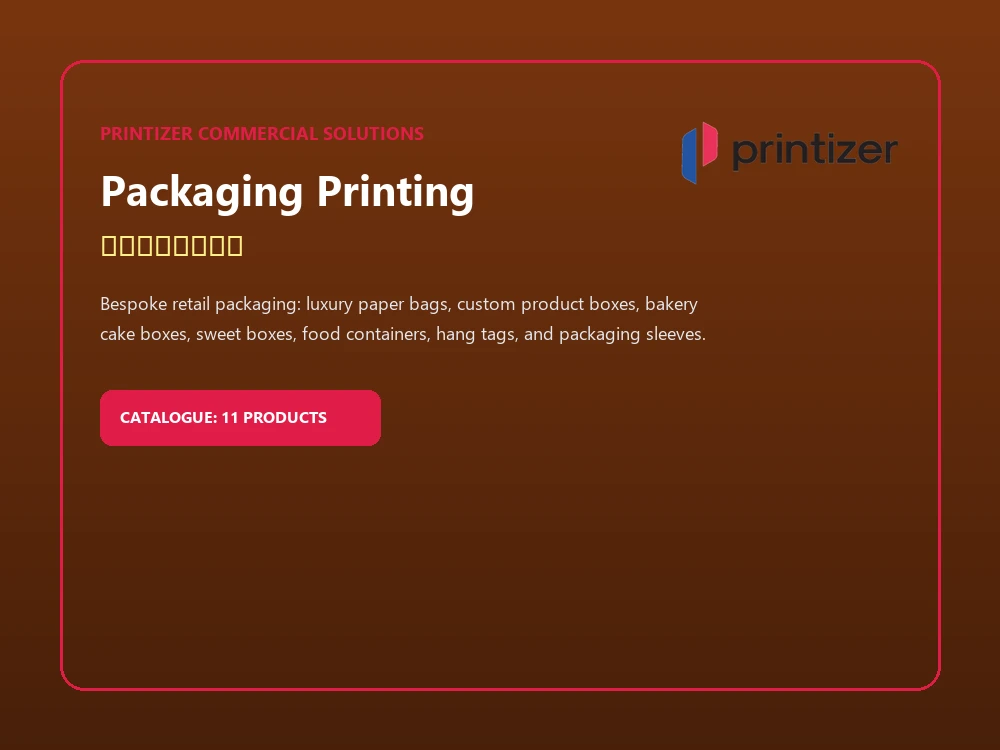 PRINTIZER COMMERCIAL SOLUTIONS
printizer
Packaging Printing
Bespoke retail packaging: luxury paper bags, custom product boxes, bakery
cake boxes, sweet boxes, food containers, hang tags, and packaging sleeves.
CATALOGUE: 11 PRODUCTS